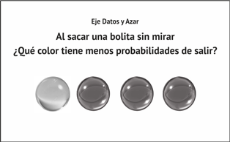 Eje Datos y Azar
Al sacar una bolita sin mirar
¿Qué color tiene menos probabilidades de salir?